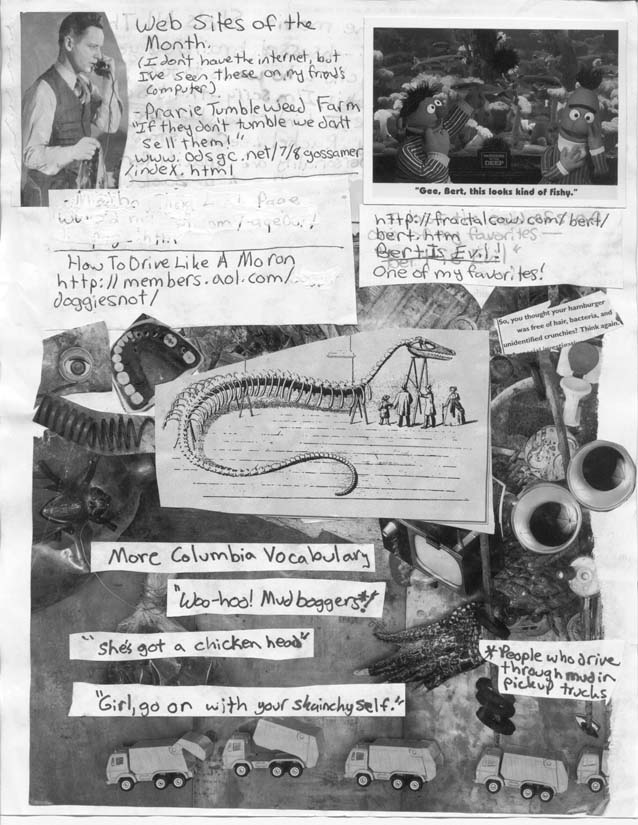 Web Sites of the
Month.
(I don't have the internet, but
I've seen these on my friend's
computer)
- Prarie TumbleWeed Farm
"If they don't tumble we don't
sell them!"
www.odsgc.net/7/8gossamer
/index.html
"Gee, Bert, this looks kind of fishy."
Page
How To Drive Like A Moron
http://members.aol.com/
doggiesnot/
http://fractalcow.com/bert/
bert.htm
Bert Is Evil!
One of my favorites!
So, you thought your hamburger
was free of hair, bacteria, and
unidentified crunchies? Think again.
More Columbia Vocabulary
"Woo-hoo! Mudboggers*"!
"She's got a chicken head"
*People who drive
through mud in
pickup trucks
"Girl, go on with your skainchy self."